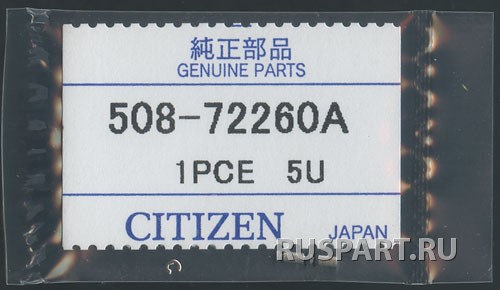 純正部品
GENUINE PARTS
508-72260A
1PCE 5U
CITIZEN JAPAN
RUSPART.RU